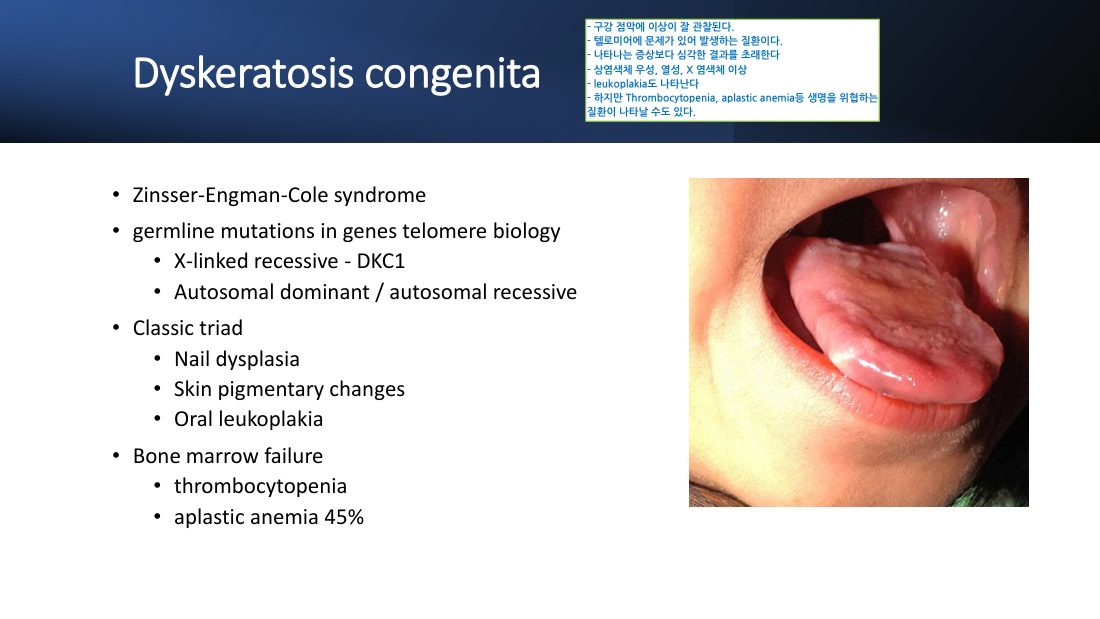 Dyskeratosis congenita
- 구강 점막에 이상이 잘 관찰된다.
- 텔로미어에 문제가 있어 발생하는 질환이다.
- 나타나는 증상보다 심각한 결과를 초래한다
- 상염색체 우성, 열성, X 염색체 이상
- leukoplakia도 나타난다
- 하지만 Thrombocytopenia, aplastic anemia등 생명을 위협하는
질환이 나타날 수도 있다.
• Zinsser-Engman-Cole syndrome
• germline mutations in genes telomere biology
• X-linked recessive - DKC1
• Autosomal dominant / autosomal recessive
• Classic triad
• Nail dysplasia
• Skin pigmentary changes
• Oral leukoplakia
• Bone marrow failure
• thrombocytopenia
• aplastic anemia 45%